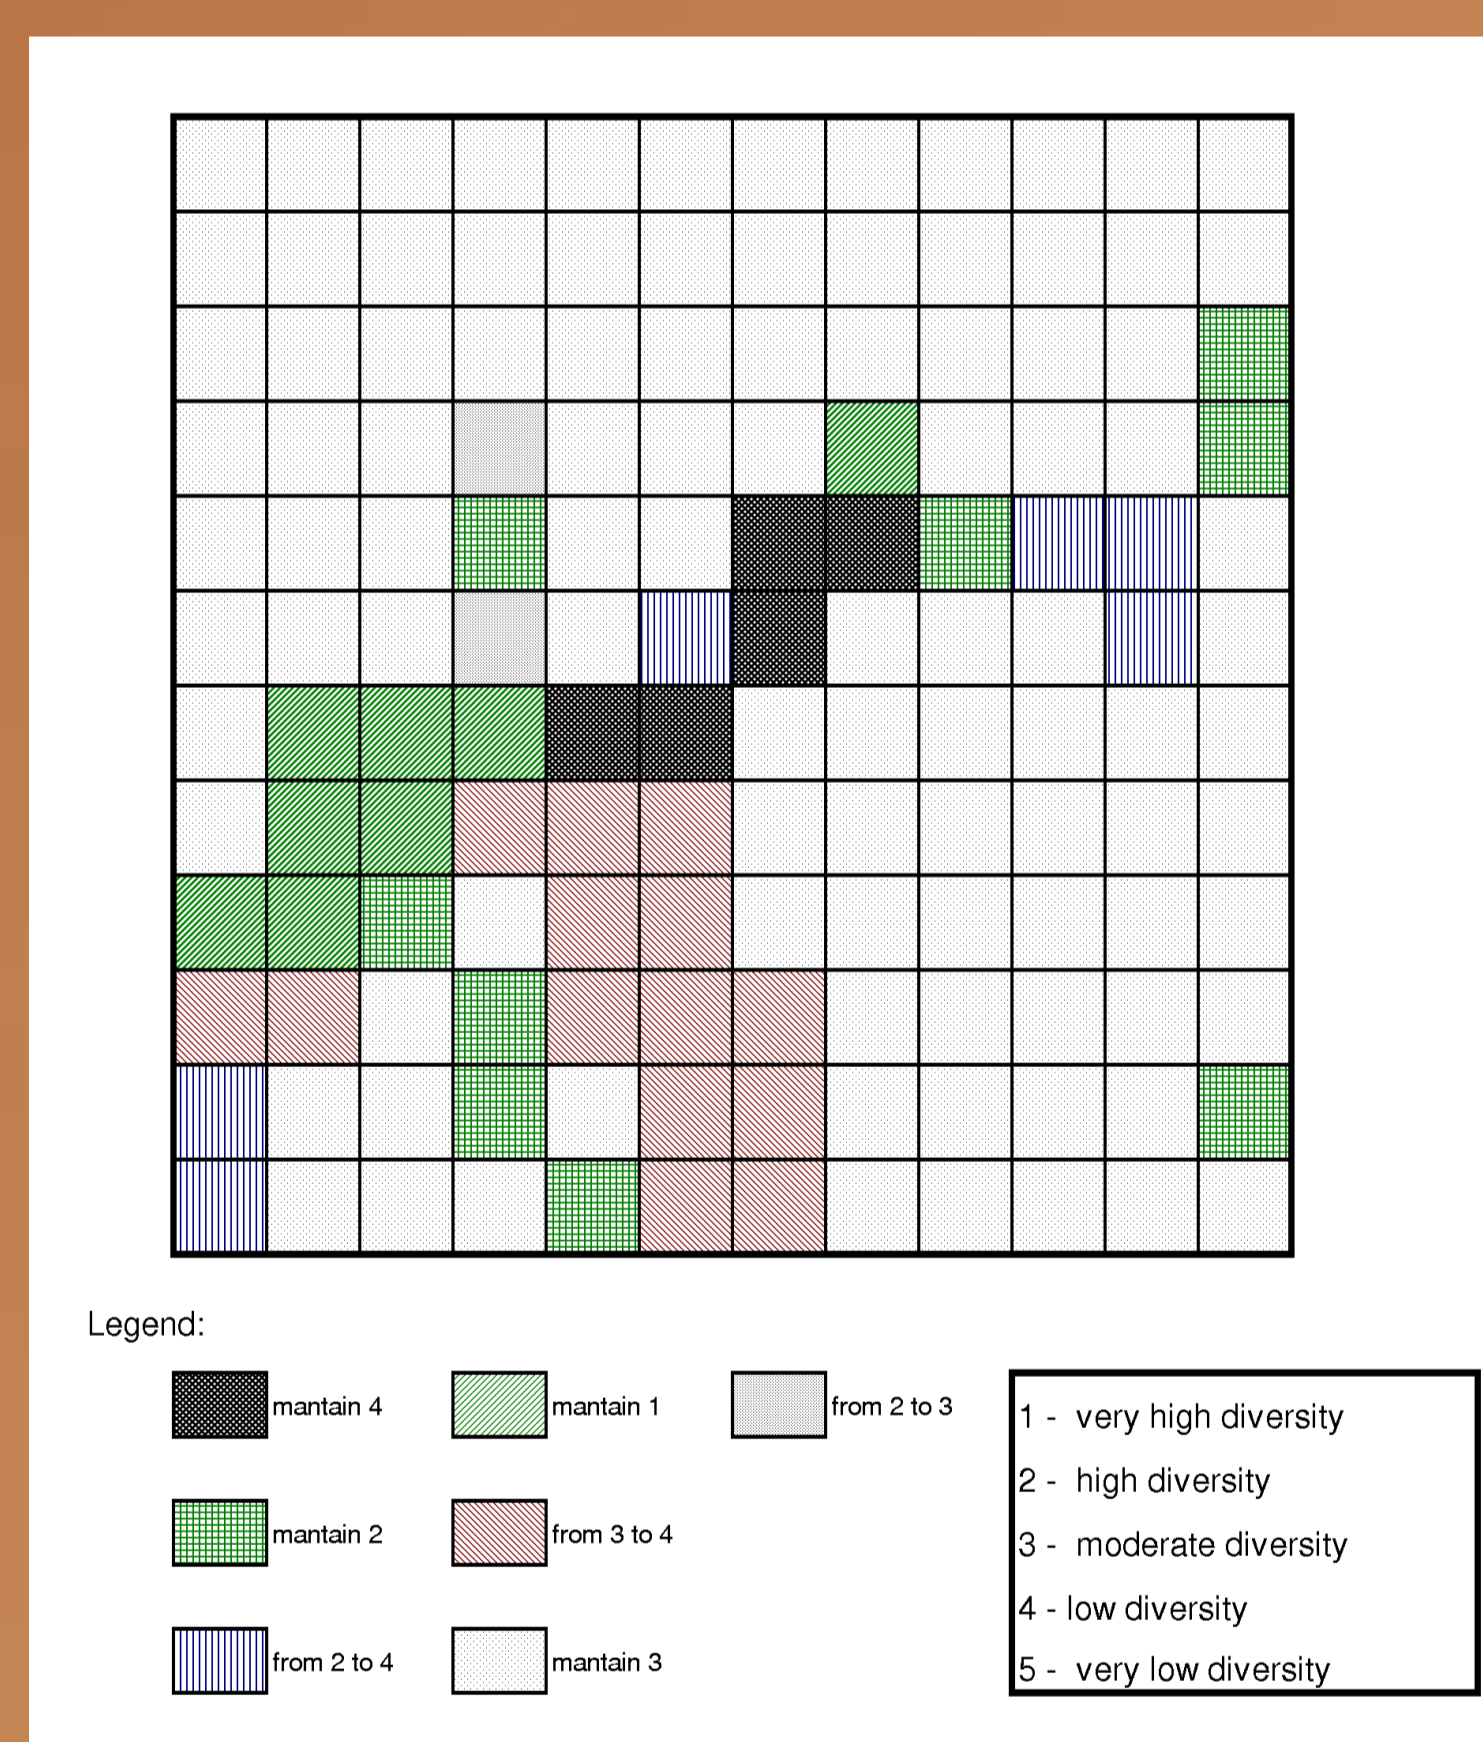 Legend:
mantain 4
mantain 1
from 2 to 3
mantain 2
from 3 to 4
from 2 to 4
mantain 3
1 - very high diversity
2 - high diversity
3 - moderate diversity
4 - low diversity
5 - very low diversity